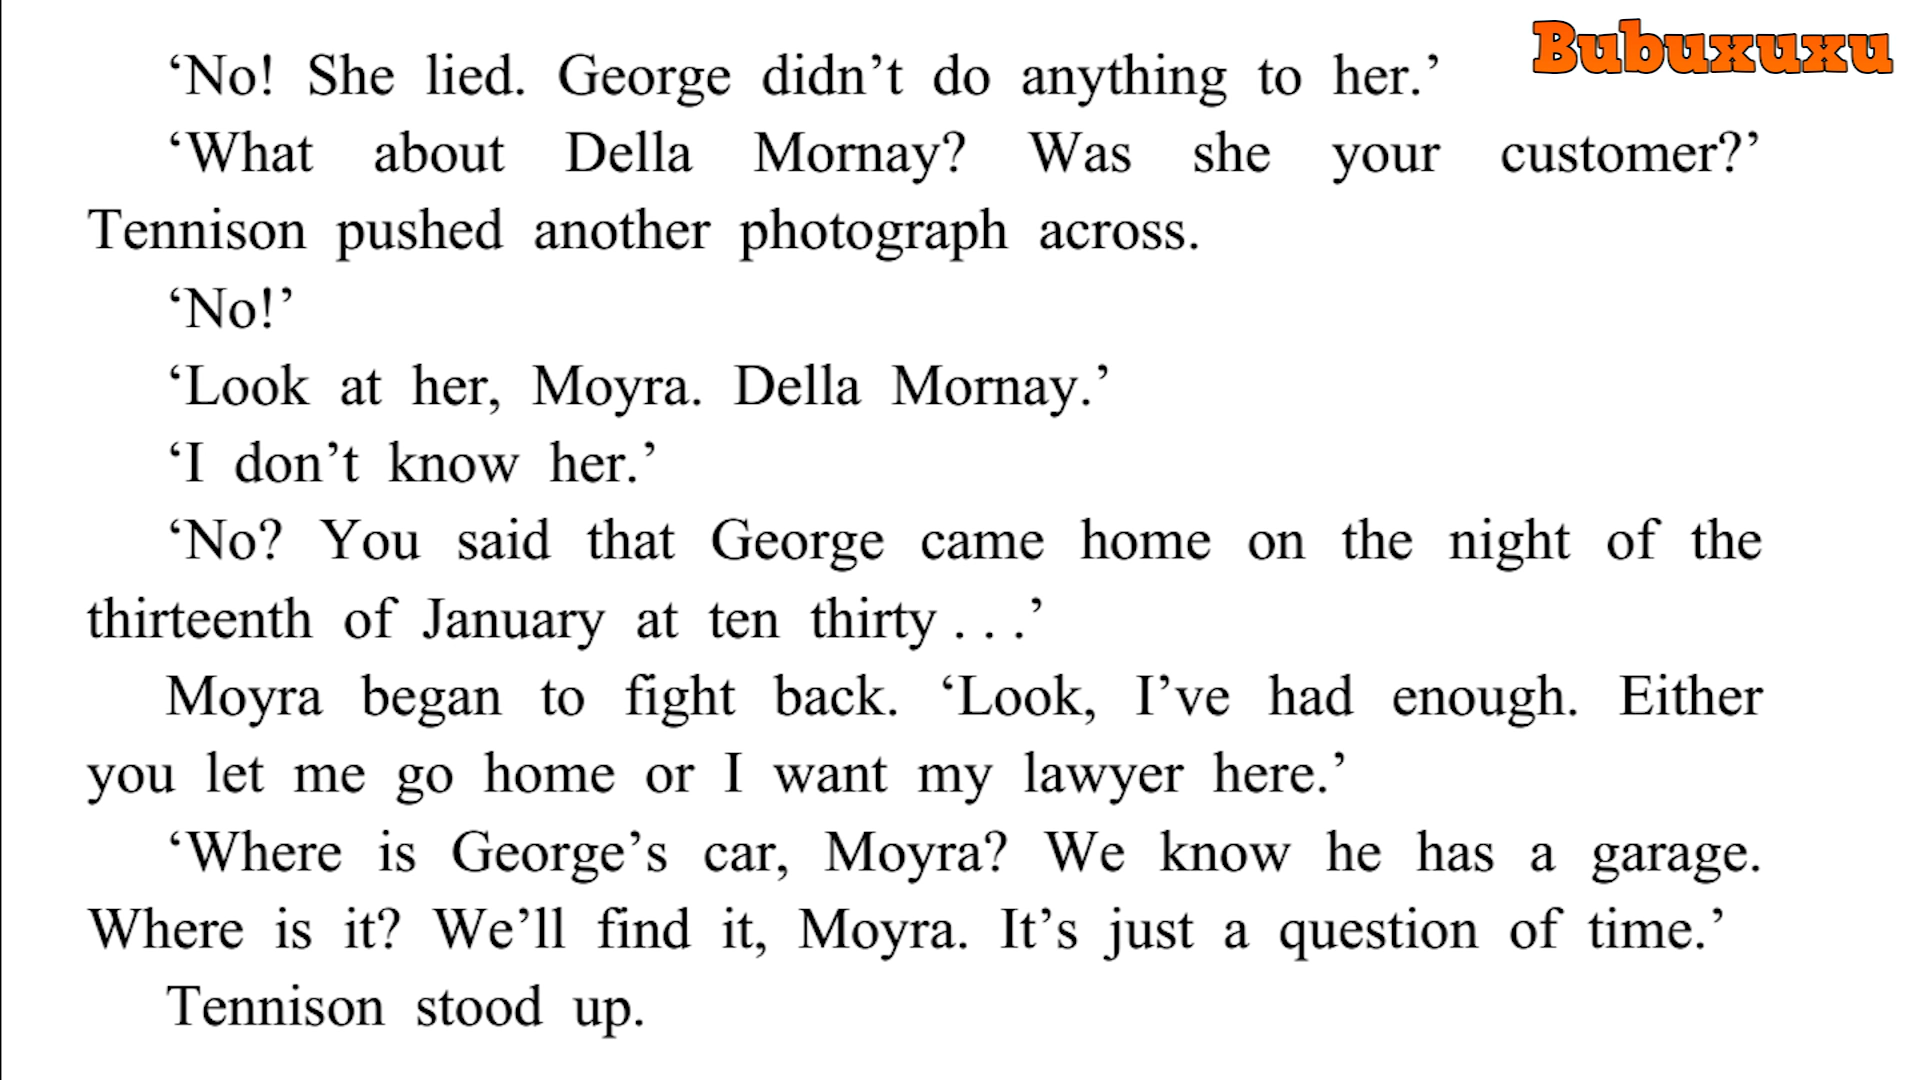 Bubuxuxu
‘No! She lied. George didn’t do anything to her.’
‘What about Della Mornay? Was she your customer?’
Tennison pushed another photograph across.
‘No!’
‘Look at her, Moyra. Della Mornay.’
‘I don’t know her.’
‘No? You said that George came home on the night of the
thirteenth of January at ten thirty . . .’
Moyra began to fight back. ‘Look, I’ve had enough. Either
you let me go home or I want my lawyer here.’
‘Where is George’s car, Moyra? We know he has a garage.
Where is it? We’ll find it, Moyra. It’s just a question of time.’
Tennison stood up.